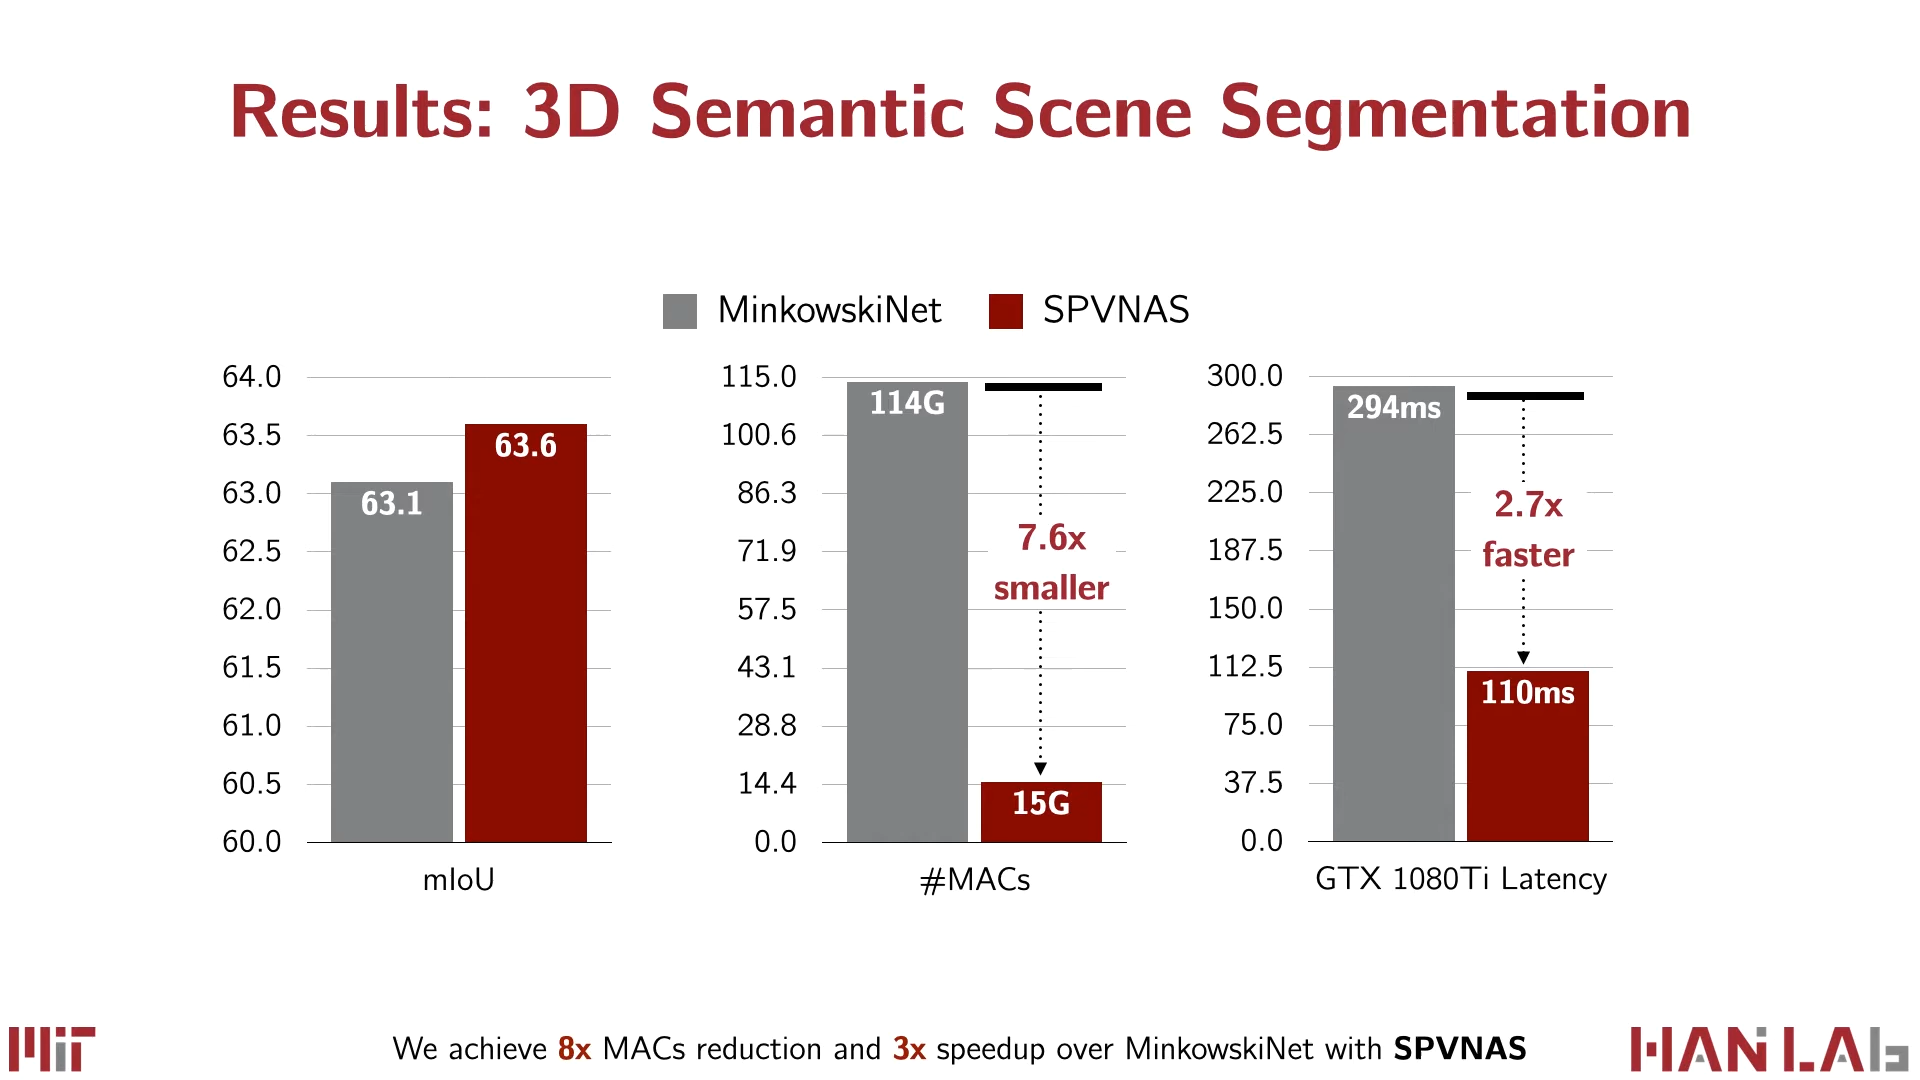 Results: 3D Semantic Scene Segmentation
MinkowskiNet
SPVNAS
64.0
63.5
63.0
62.5
62.0
61.5
61.0
60.5
60.0
63.1
63.6
mIoU
115.0
100.6
86.3
71.9
57.5
43.1
28.8
14.4
0.0
114G
7.6x
smaller
15G
#MACs
300.0
262.5
225.0
187.5
150.0
112.5
75.0
37.5
0.0
294ms
2.7x
faster
110ms
GTX 1080Ti Latency
MiT
We achieve 8x MACs reduction and 3x speedup over MinkowskiNet with SPVNAS
HAN LAb